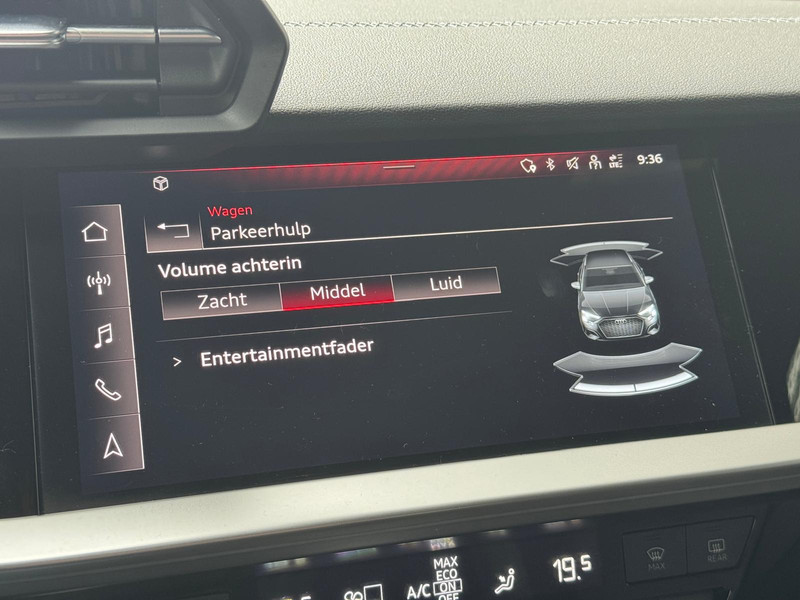 9:36
Wagen
Parkeerhulp
Volume achterin
Zacht Middel Luid
> Entertainmentfader
MAX
ECO
A/C ON
OFF
19.5
MAX
REAR